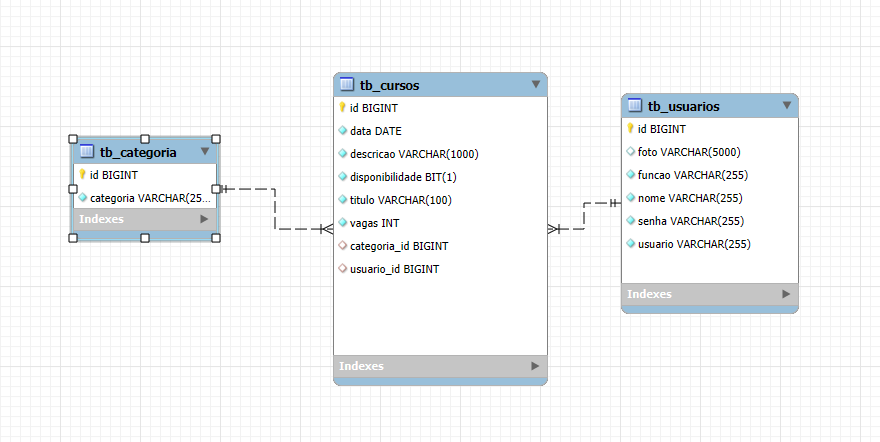 tb_categoria
id BIGINT
categoria VARCHAR(25...
Indexes
tb_cursos
id BIGINT
data DATE
descricao VARCHAR(1000)
disponibilidade BIT(1)
titulo VARCHAR(100)
vagas INT
categoria_id BIGINT
usuario_id BIGINT
Indexes
tb_usuarios
id BIGINT
foto VARCHAR(5000)
funcao VARCHAR(255)
nome VARCHAR(255)
senha VARCHAR(255)
usuario VARCHAR(255)
Indexes